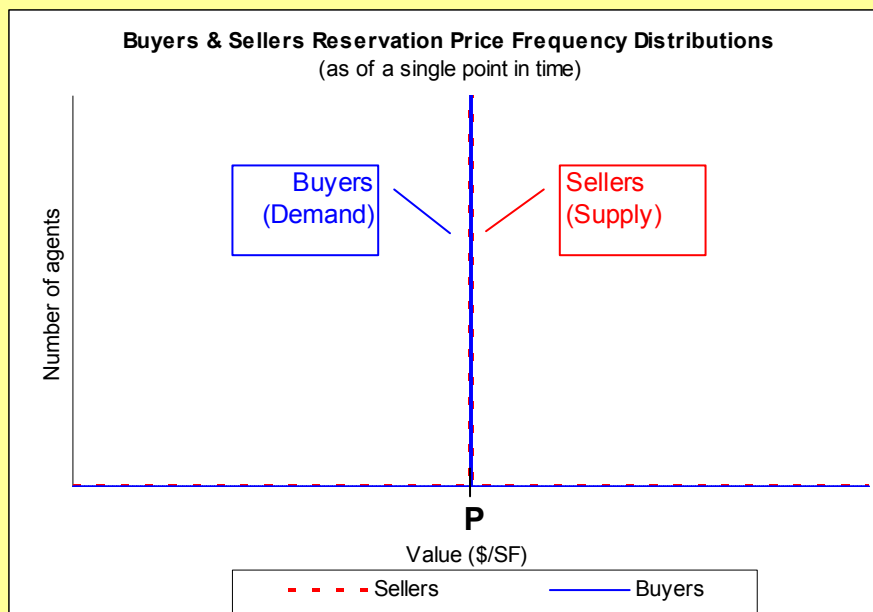 Buyers & Sellers Reservation Price Frequency Distributions
(as of a single point in time)
Number of agents
Buyers
(Demand)
Sellers
(Supply)
P
Value ($/SF)
Sellers
Buyers